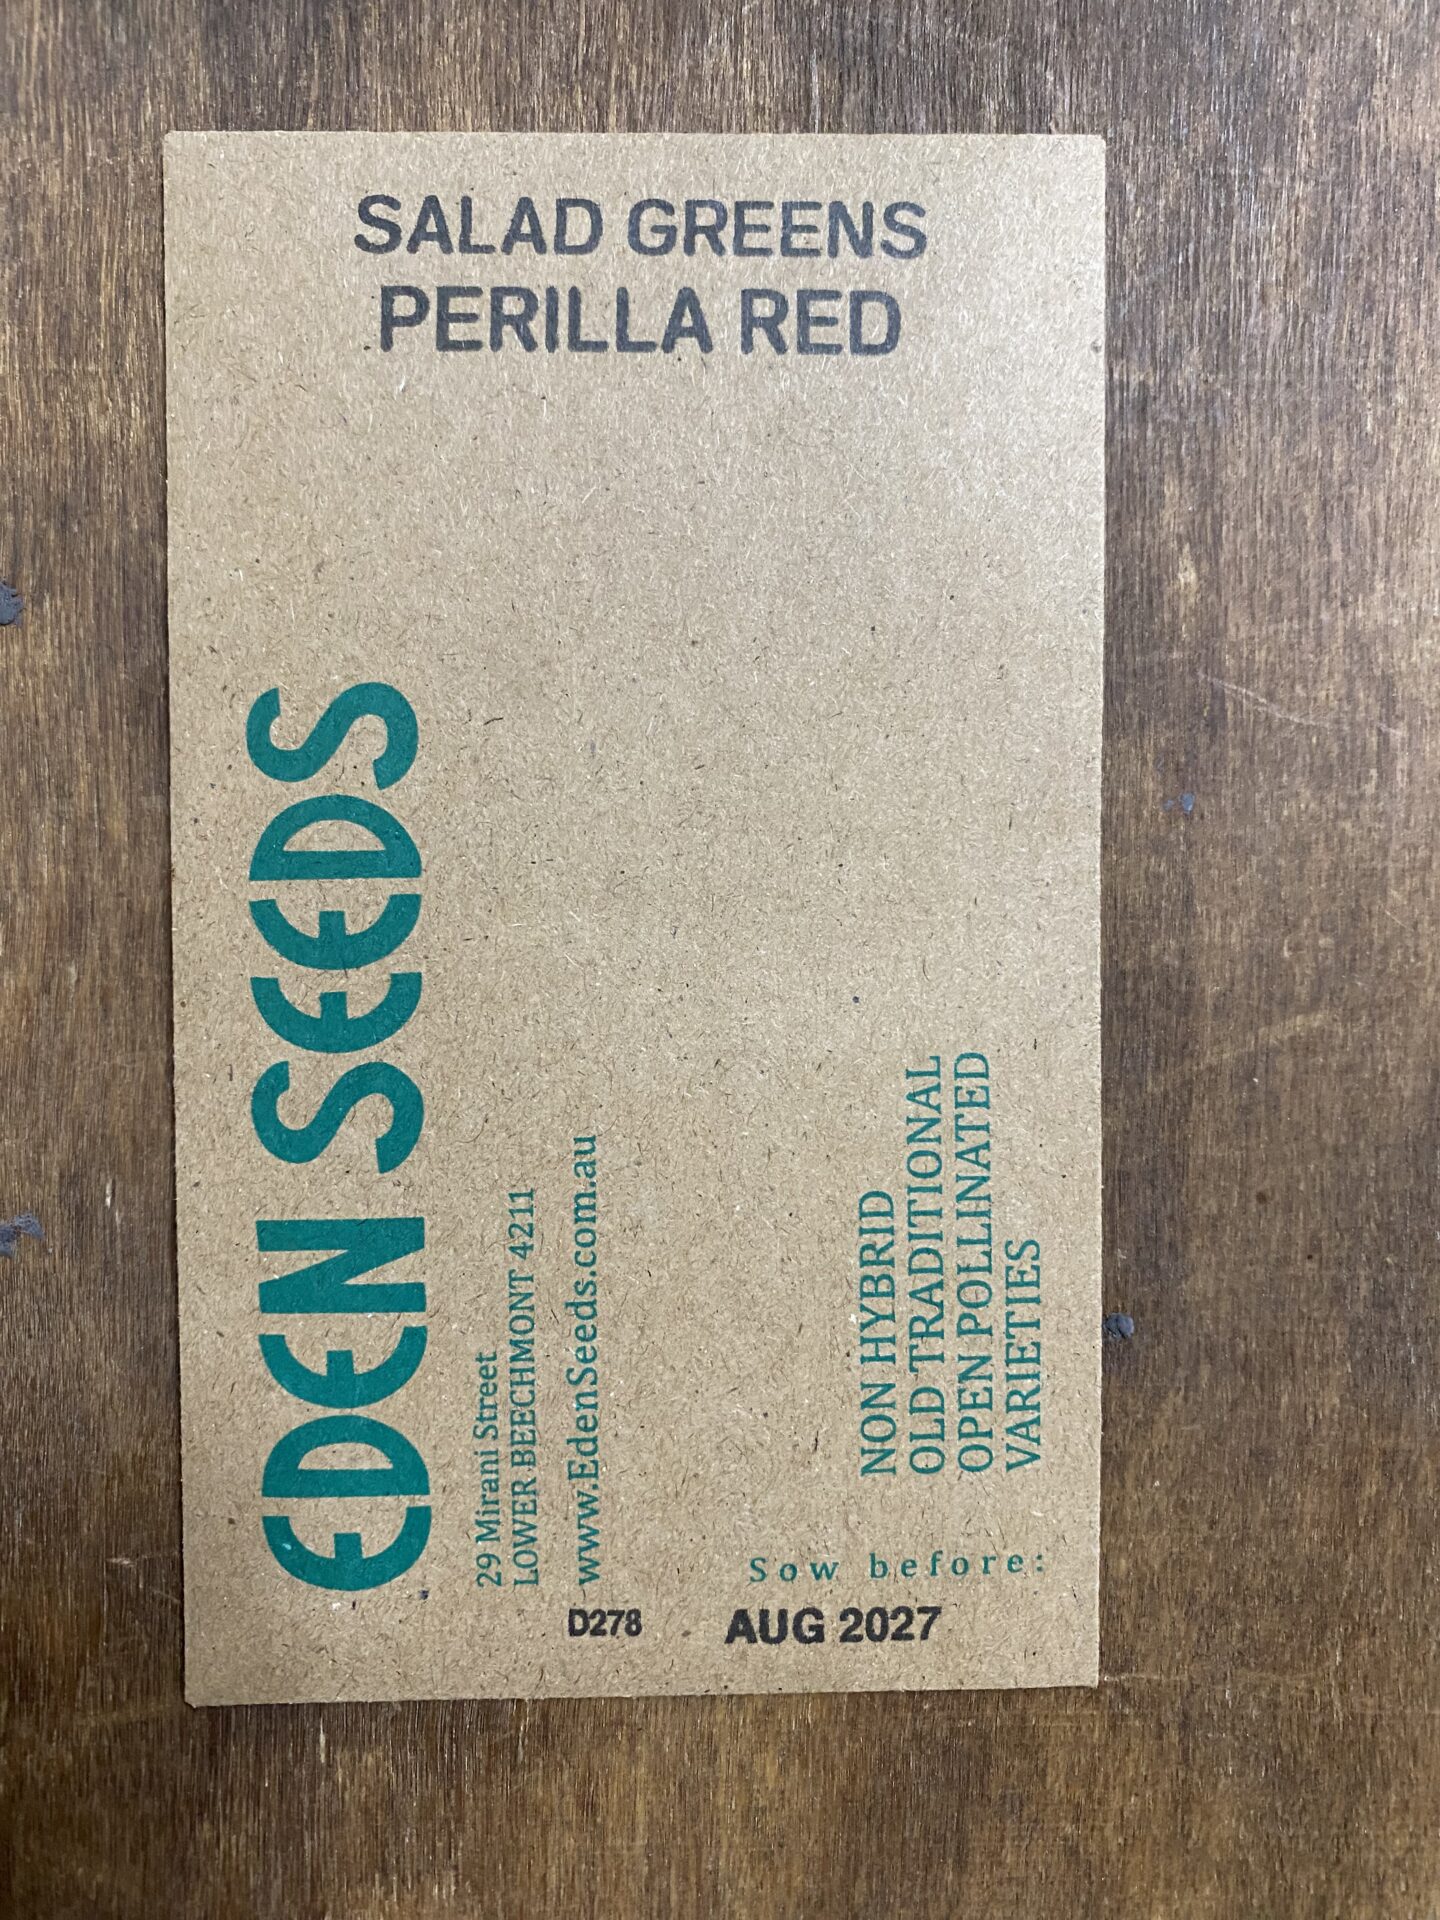 SALAD GREENS
PERILLA RED
EDEN SEEDS
29 Mirani Street
LOWER BEECHMONT 4211
www.EdenSeeds.com.au
NON HYBRID
OLD TRADITIONAL
OPEN POLLINATED
VARIETIES
Sow before:
D278
AUG 2027